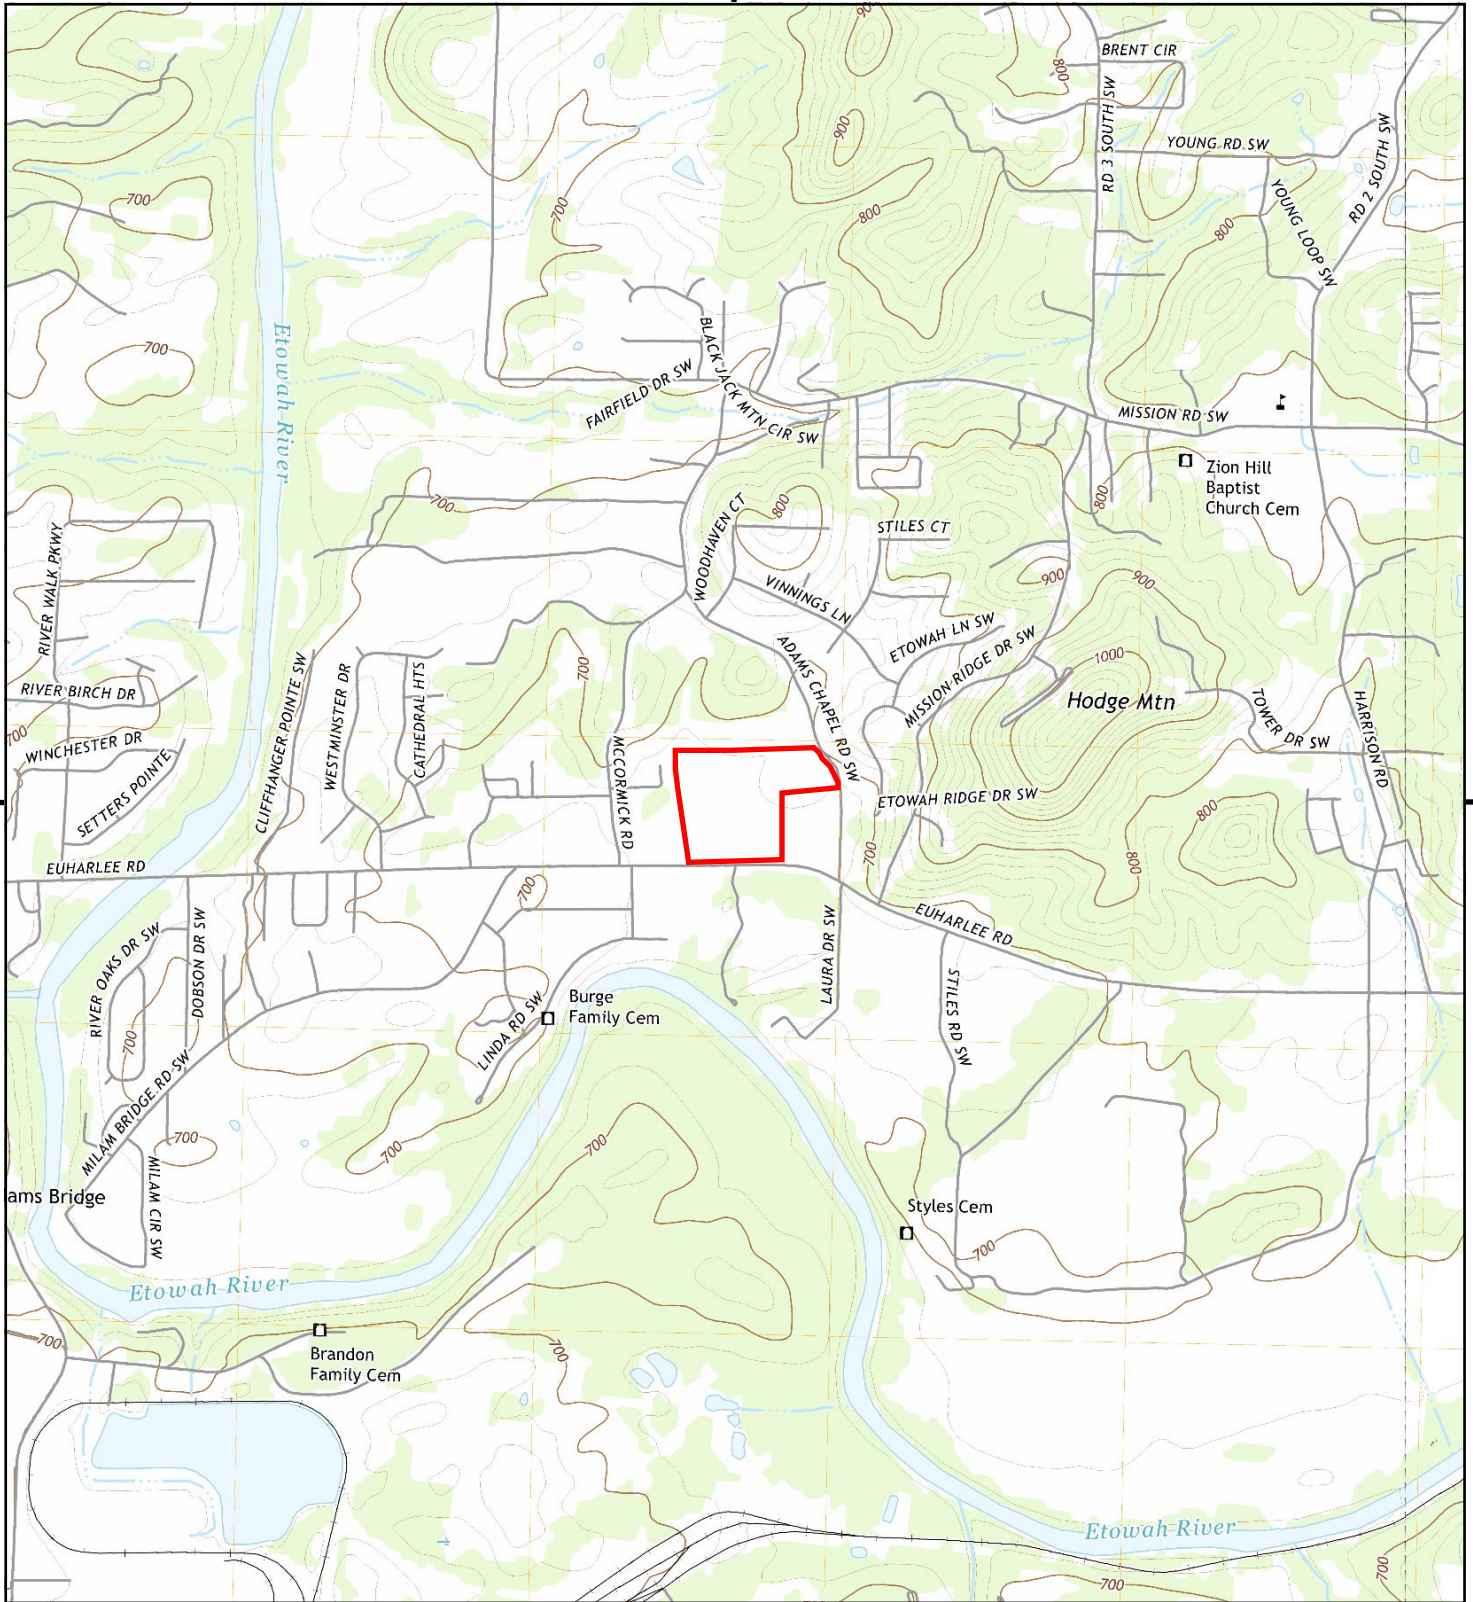 900
BRENT CIR
800
RD 3 SOUTH SW
900
YOUNG RD SW
RD 2 SOUTH SW
700
700
800
YOUNG LOOP SW
800
Etowah River
700
BLACK JACK MTN CIR SW
FAIRFIELD DR SW
MISSION RD SW
Zion Hill
Baptist
Church Cem
700
800
800
WOODHAVEN CT
STILES CT
RIVER WALK PKWY
VINNINGS LN
900
900
ETOWAH LN SW
MISSION RIDGE DR SW
ADAMS CHAPEL RD SW
1000
Hodge Mtn
700
CLIFFHANGER POINTE SW
WESTMINSTER DR
CATHEDRAL HTS
RIVER BIRCH DR
700
WINCHESTER DR
SETTERS POINTE
MCCORMICK RD
TOWER DR SW
HARRISON RD
ETOWAH RIDGE DR SW
800
700
800
EUHARLEE RD
700
EUHARLEE RD
RIVER OAKS DR SW
DOBSON DR SW
LAURA DR SW
STILES RD SW
Burge
Family Cem
LINDA RD SW
700
MILAM BRIDGE RD SW
700
700
700
MILAM CIR SW
ams Bridge
Styles Cem
700
Etowah River
700
Brandon
Family Cem
700
Etowah River
700
700